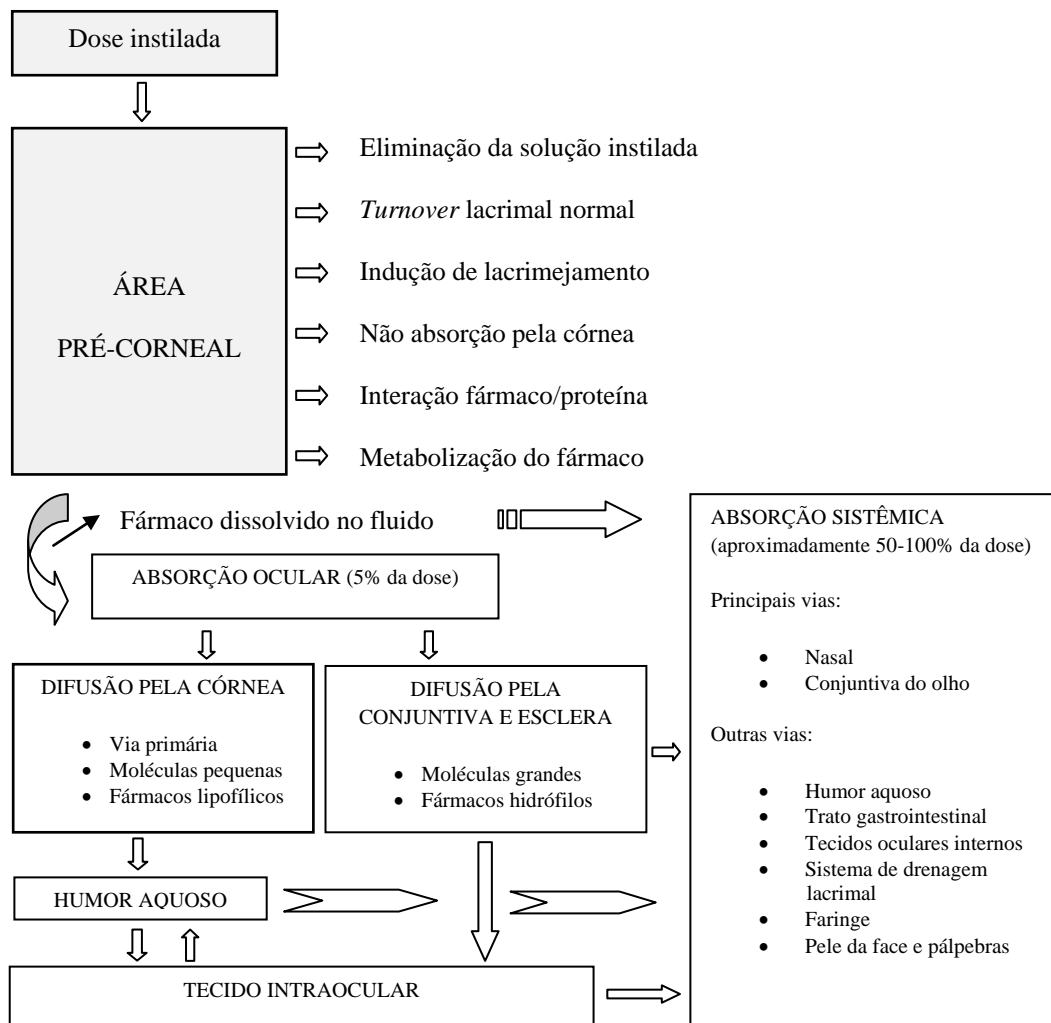 Dose instilada
ÁREA
PRÉ-CORNEAL
Eliminação da solução instilada
Turnover lacrimal normal
Indução de lacrimejamento
Não absorção pela córnea
Interação fármaco/proteína
Metabolização do fármaco
Fármaco dissolvido no fluido
ABSORÇÃO OCULAR (5% da dose)
DIFUSÃO PELA CÓRNEA
• Via primária
• Moléculas pequenas
• Fármacos lipofílicos
DIFUSÃO PELA
CONJUNTIVA E ESCLERA
• Moléculas grandes
• Fármacos hidrófilos
HUMOR AQUOSO
TECIDO INTRAOCULAR
ABSORÇÃO SISTÊMICA
(aproximadamente 50-100% da dose)
Principais vias:
• Nasal
• Conjuntiva do olho
Outras vias:
• Humor aquoso
• Trato gastrointestinal
• Tecidos oculares internos
• Sistema de drenagem
lacrimal
• Faringe
• Pele da face e pálpebras